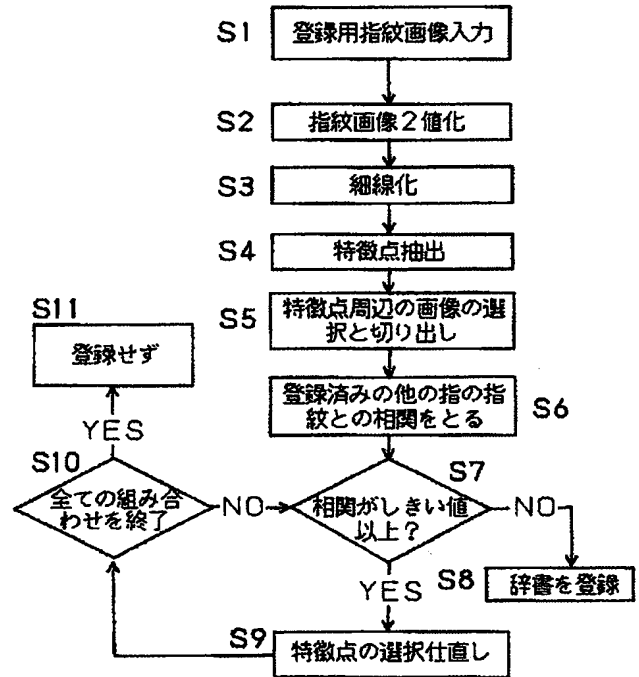 S1
登録用指紋画像入力
S2
指紋画像2値化
S3
細線化
S4
特徴点抽出
S5
特徴点周辺の画像の選
択と切り出し
S6
登録済みの他の指の指
紋との相関をとる
S7
相関がしきい値
以上?
NO
S8
辞書を登録
YES
S9
特徴点の選択仕直し
S10
全ての組み合
わせを終了
NO
YES
S11
登録せず